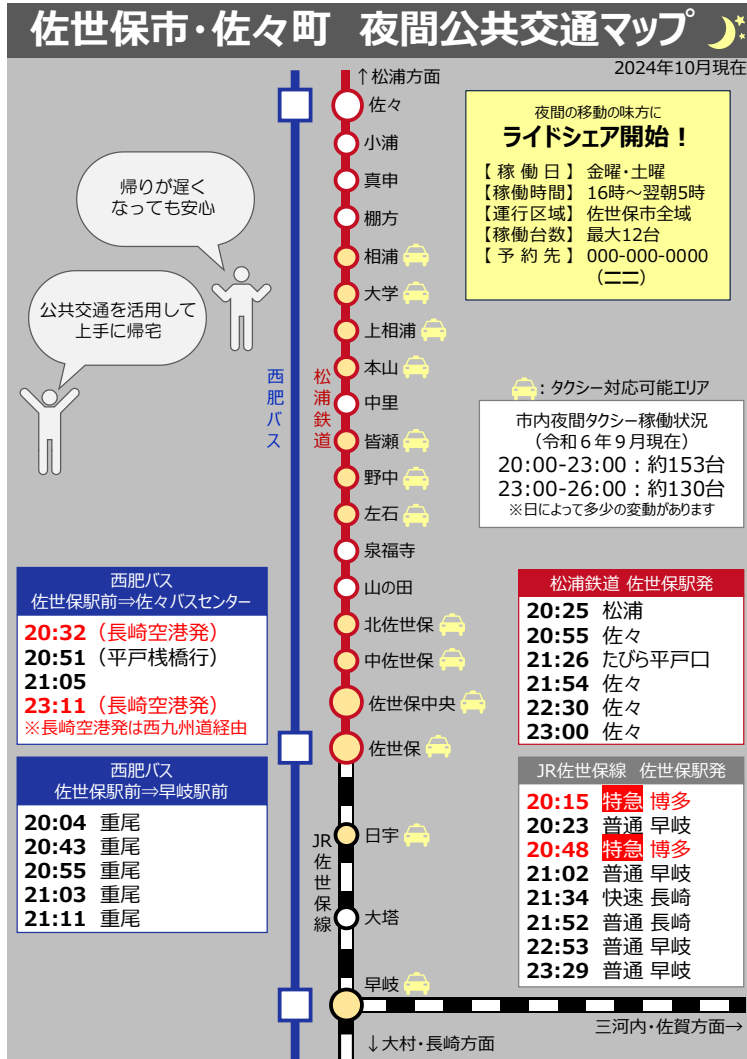 佐世保市・佐々町　夜間公共交通マップ
2024年10月現在
↑松浦方面
佐々
小浦
真申
棚方
相浦
大学
上相浦
本山
中里
皆瀬
野中
左石
泉福寺
山の田
北佐世保
中佐世保
佐世保中央
佐世保
日宇
大塔
早岐
三河内・佐賀方面→
↓大村・長崎方面
西肥バス
松浦鉄道
JR佐世保線
帰りが遅く
なっても安心
公共交通を活用して
上手に帰宅
夜間の移動の味方に
ライドシェア開始！
【稼働日】 金曜・土曜
【稼働時間】 16時～翌朝5時
【運行区域】 佐世保市全域
【稼働台数】 最大12台
【予約先】 000-000-0000
（二二）
：タクシー対応可能エリア
市内夜間タクシー稼働状況
（令和６年９月現在）
20:00-23:00：約153台
23:00-26:00：約130台
※日によって多少の変動があります
西肥バス
佐世保駅前⇒佐々バスセンター
20:32（長崎空港発）
20:51（平戸桟橋行）
21:05
23:11（長崎空港発）
※長崎空港発は西九州道経由
西肥バス
佐世保駅前⇒早岐駅前
20:04 重尾
20:43 重尾
20:55 重尾
21:03 重尾
21:11 重尾
松浦鉄道 佐世保駅発
20:25 松浦
20:55 佐々
21:26 たびら平戸口
21:54 佐々
22:30 佐々
23:00 佐々
JR佐世保線 佐世保駅発
20:15 特急 博多
20:23 普通 早岐
20:48 特急 博多
21:02 普通 早岐
21:34 快速 長崎
21:52 普通 長崎
22:53 普通 早岐
23:29 普通 早岐